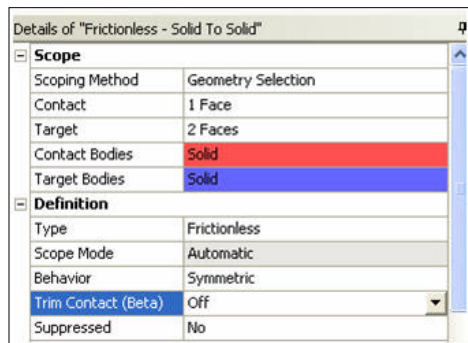 Details of "Frictionless - Solid To Solid"
Scope
Scoping Method Geometry Selection
Contact 1 Face
Target 2 Faces
Contact Bodies Solid
Target Bodies Solid
Definition
Type Frictionless
Scope Mode Automatic
Behavior Symmetric
Trim Contact (Beta) Off
Suppressed No